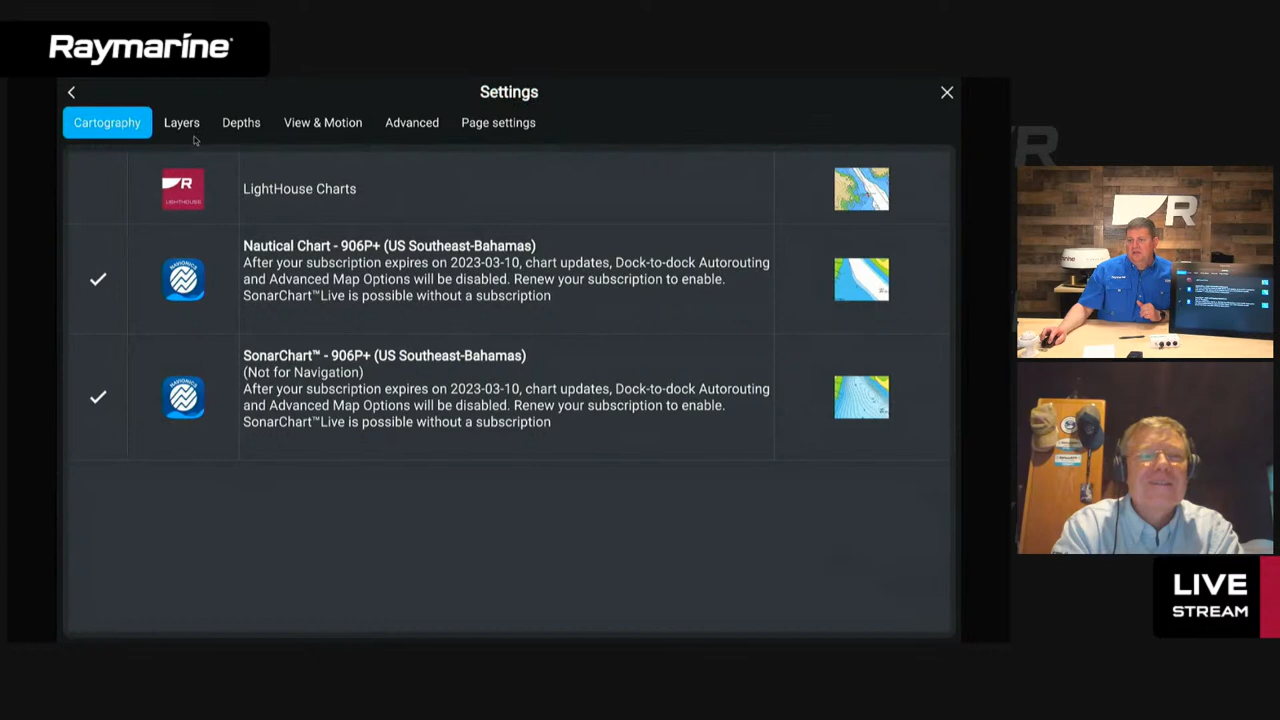 Raymarine
Settings
Cartography Layers Depths View & Motion Advanced Page settings
LIGHTHOUSE
LightHouse Charts
NAVIONICS
Nautical Chart - 906P+ (US Southeast-Bahamas)
After your subscription expires on 2023-03-10, chart updates, Dock-to-dock Autorouting
and Advanced Map Options will be disabled. Renew your subscription to enable.
SonarChart™Live is possible without a subscription
NAVIONICS
SonarChart™ - 906P+ (US Southeast-Bahamas)
(Not for Navigation)
After your subscription expires on 2023-03-10, chart updates, Dock-to-dock Autorouting
and Advanced Map Options will be disabled. Renew your subscription to enable.
SonarChart™Live is possible without a subscription
LIVE
STREAM